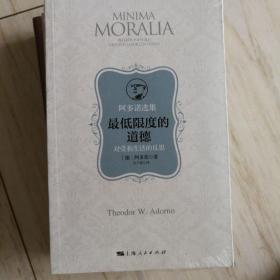 MINIMA
MORALIA
阿多诺选集
最低限度的
道德
对受损生活的反思
[德] 阿多诺 著
Theodor W. Adorno
上海人民出版社